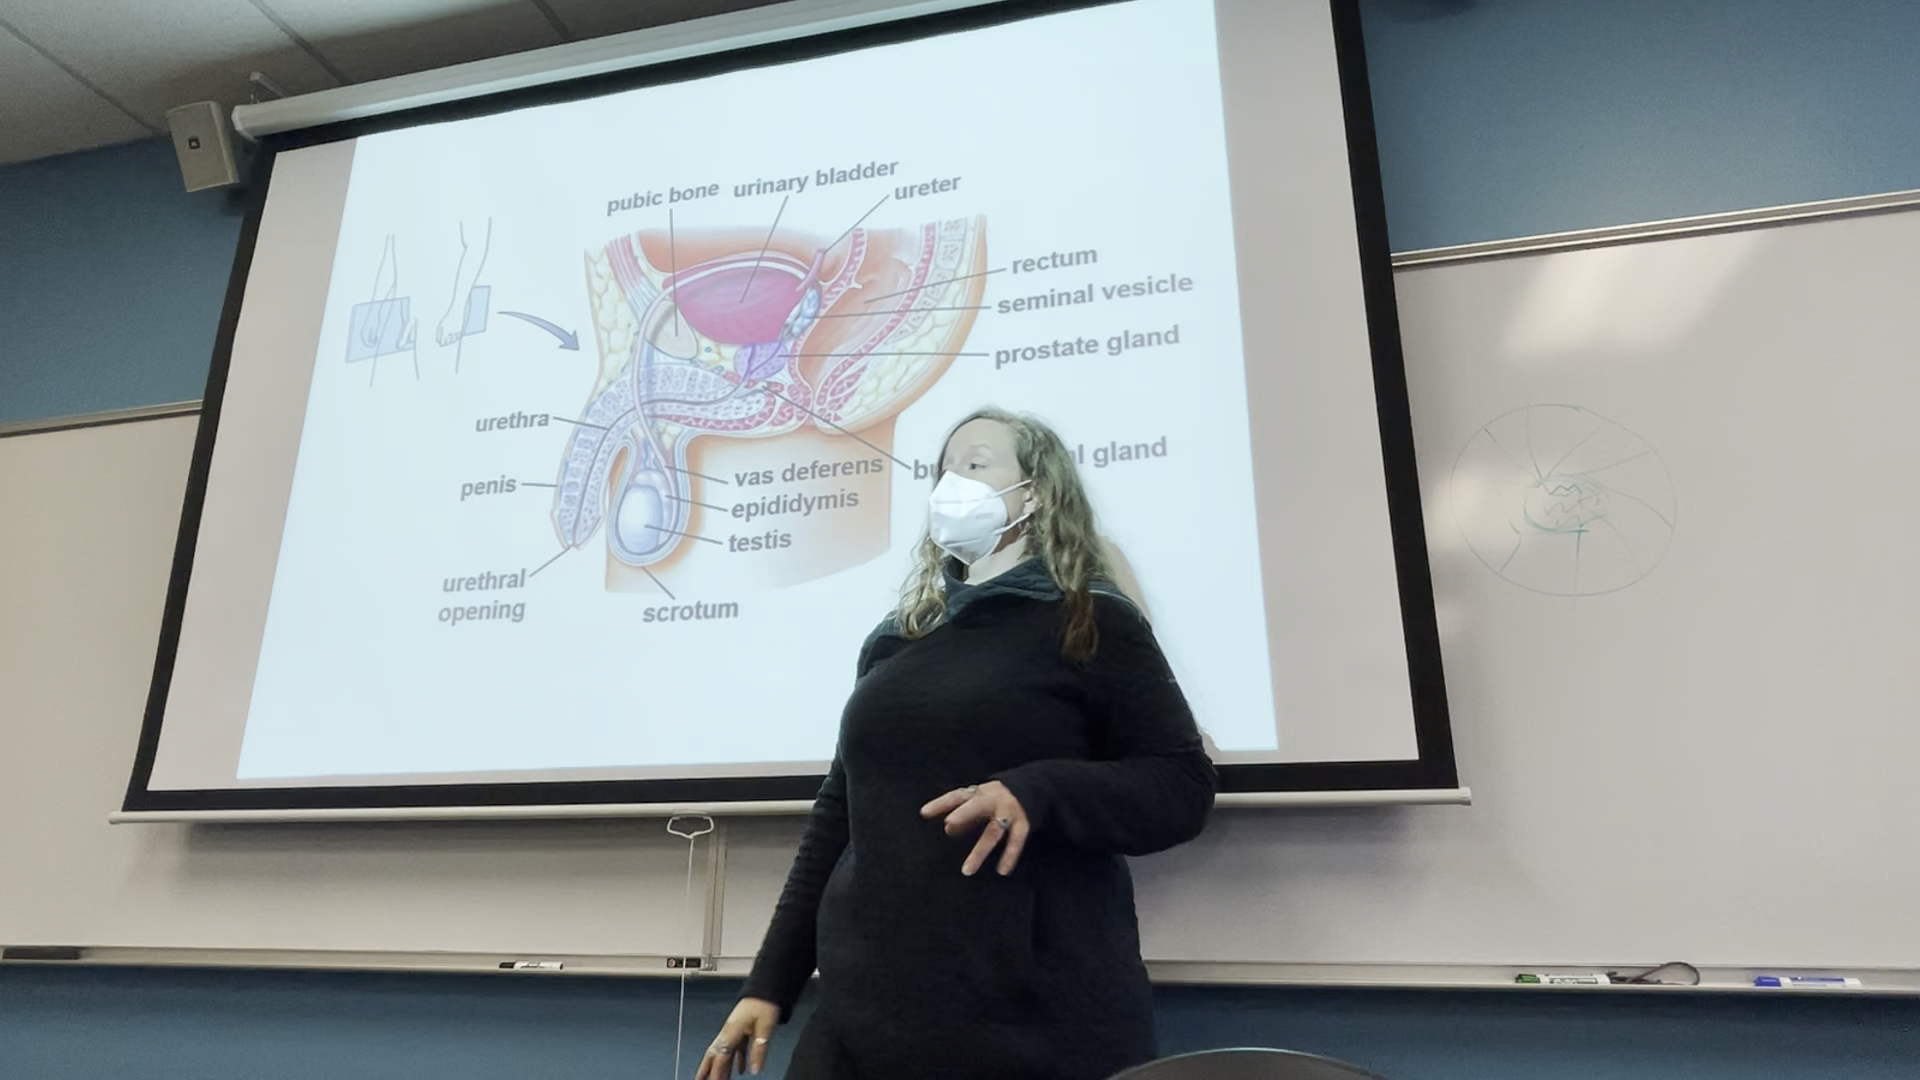 pubic bone
urinary bladder
ureter
rectum
seminal vesicle
prostate gland
urethra
gland
penis
vas deferens
epididymis
testis
urethral
opening
scrotum